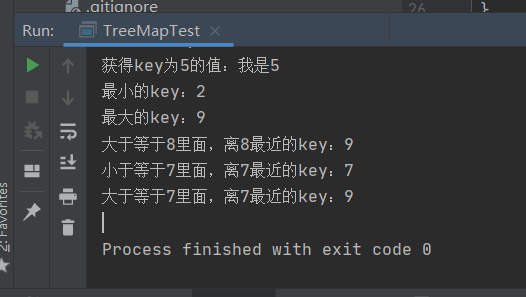 .gitignore
26
}
Run:
TreeMapTest
获得key为5的值：我是5
最小的key：2
最大的key：9
大于等于8里面，离8最近的key：9
小于等于7里面，离7最近的key：7
大于等于7里面，离7最近的key：9
Process finished with exit code 0
2: Favorites